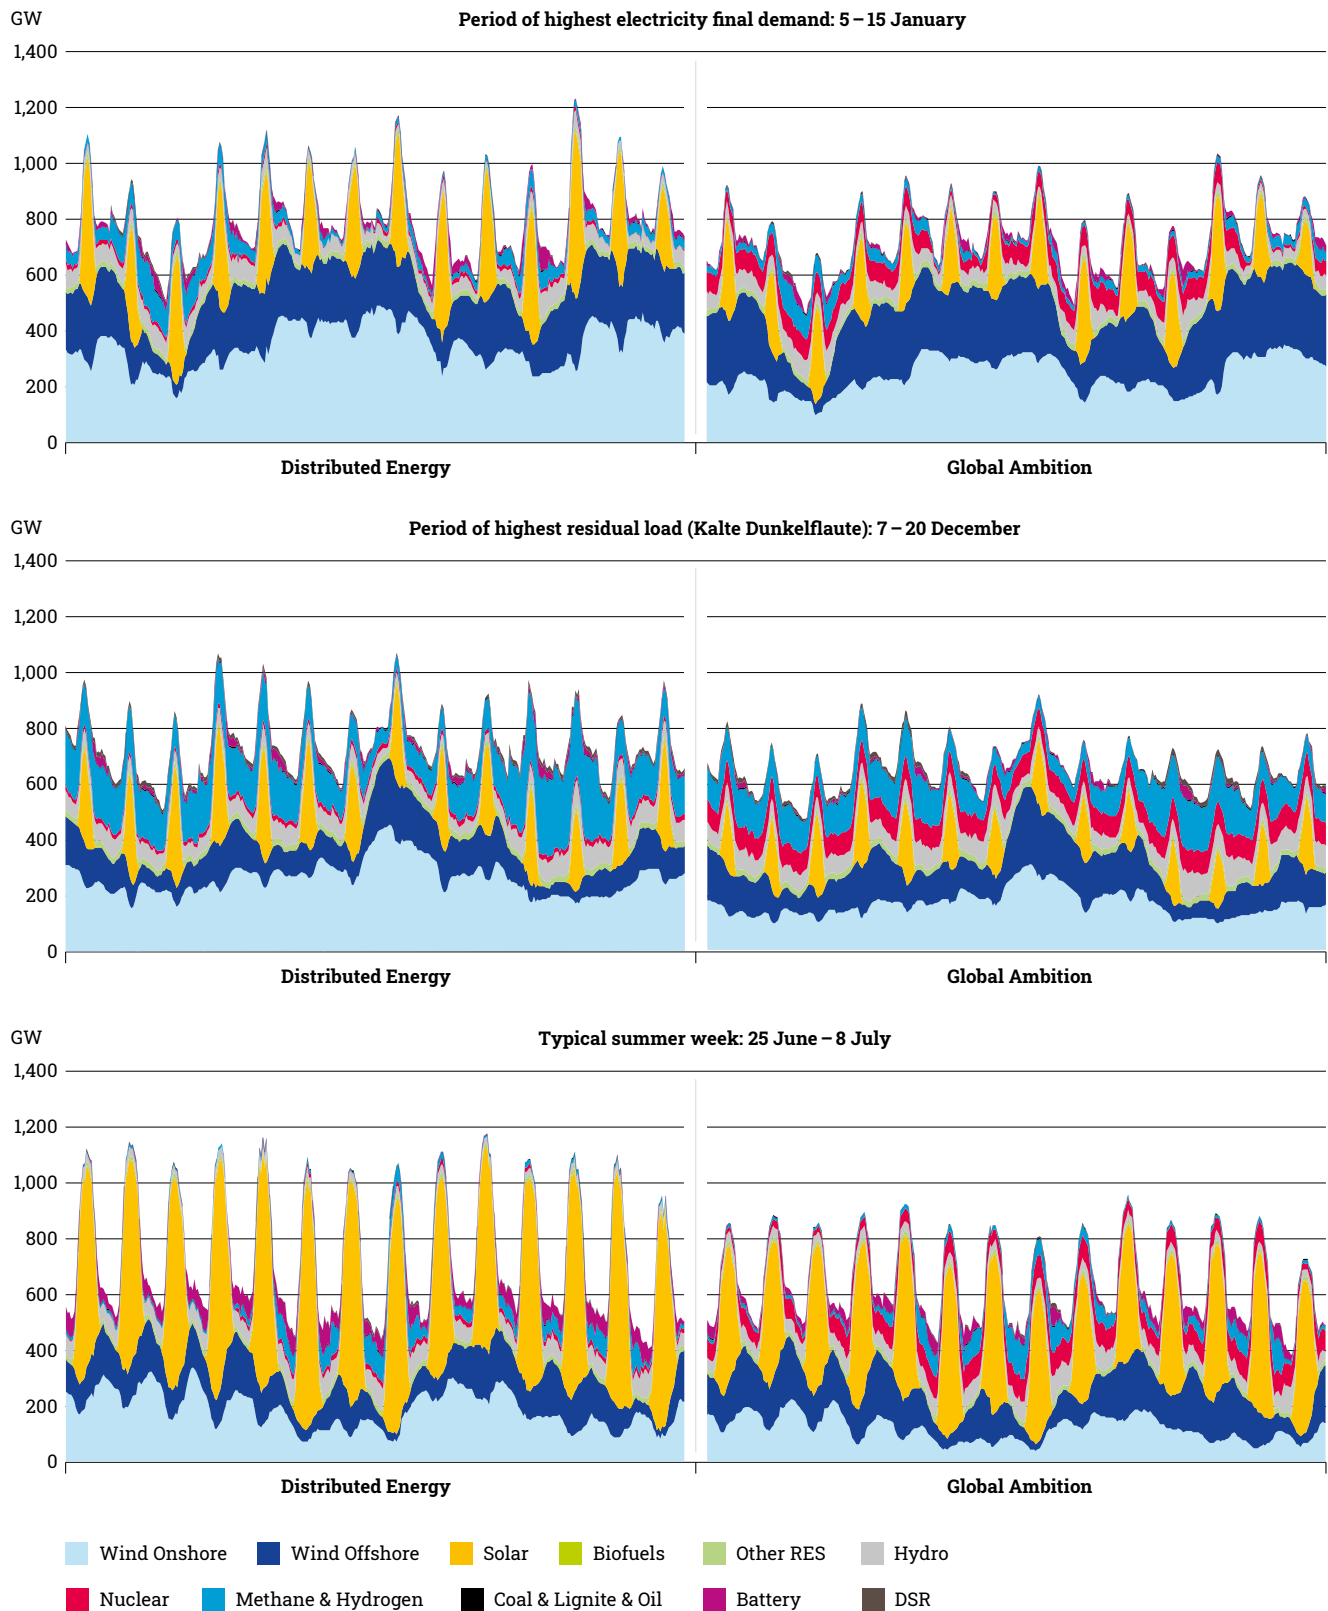 GW
Period of highest electricity final demand: 5 – 15 January
1,400
1,200
1,000
800
600
400
200
0
Distributed Energy
Global Ambition
GW
Period of highest residual load (Kalte Dunkelflaute): 7 – 20 December
1,400
1,200
1,000
800
600
400
200
0
Distributed Energy
Global Ambition
GW
Typical summer week: 25 June – 8 July
1,400
1,200
1,000
800
600
400
200
0
Distributed Energy
Global Ambition
Wind Onshore Wind Offshore Solar Biofuels Other RES Hydro
Nuclear Methane & Hydrogen Coal & Lignite & Oil Battery DSR